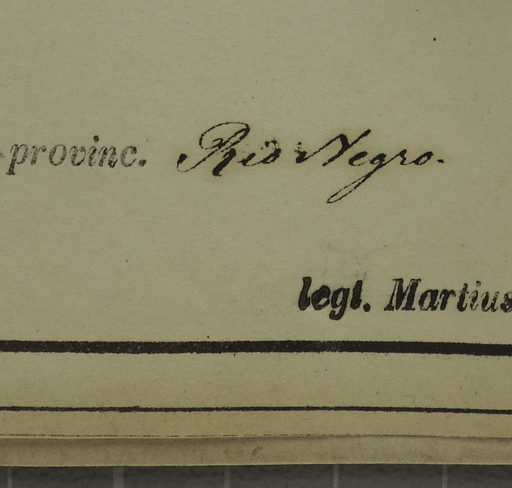 provinc. Rio Negro.
legt. Martius